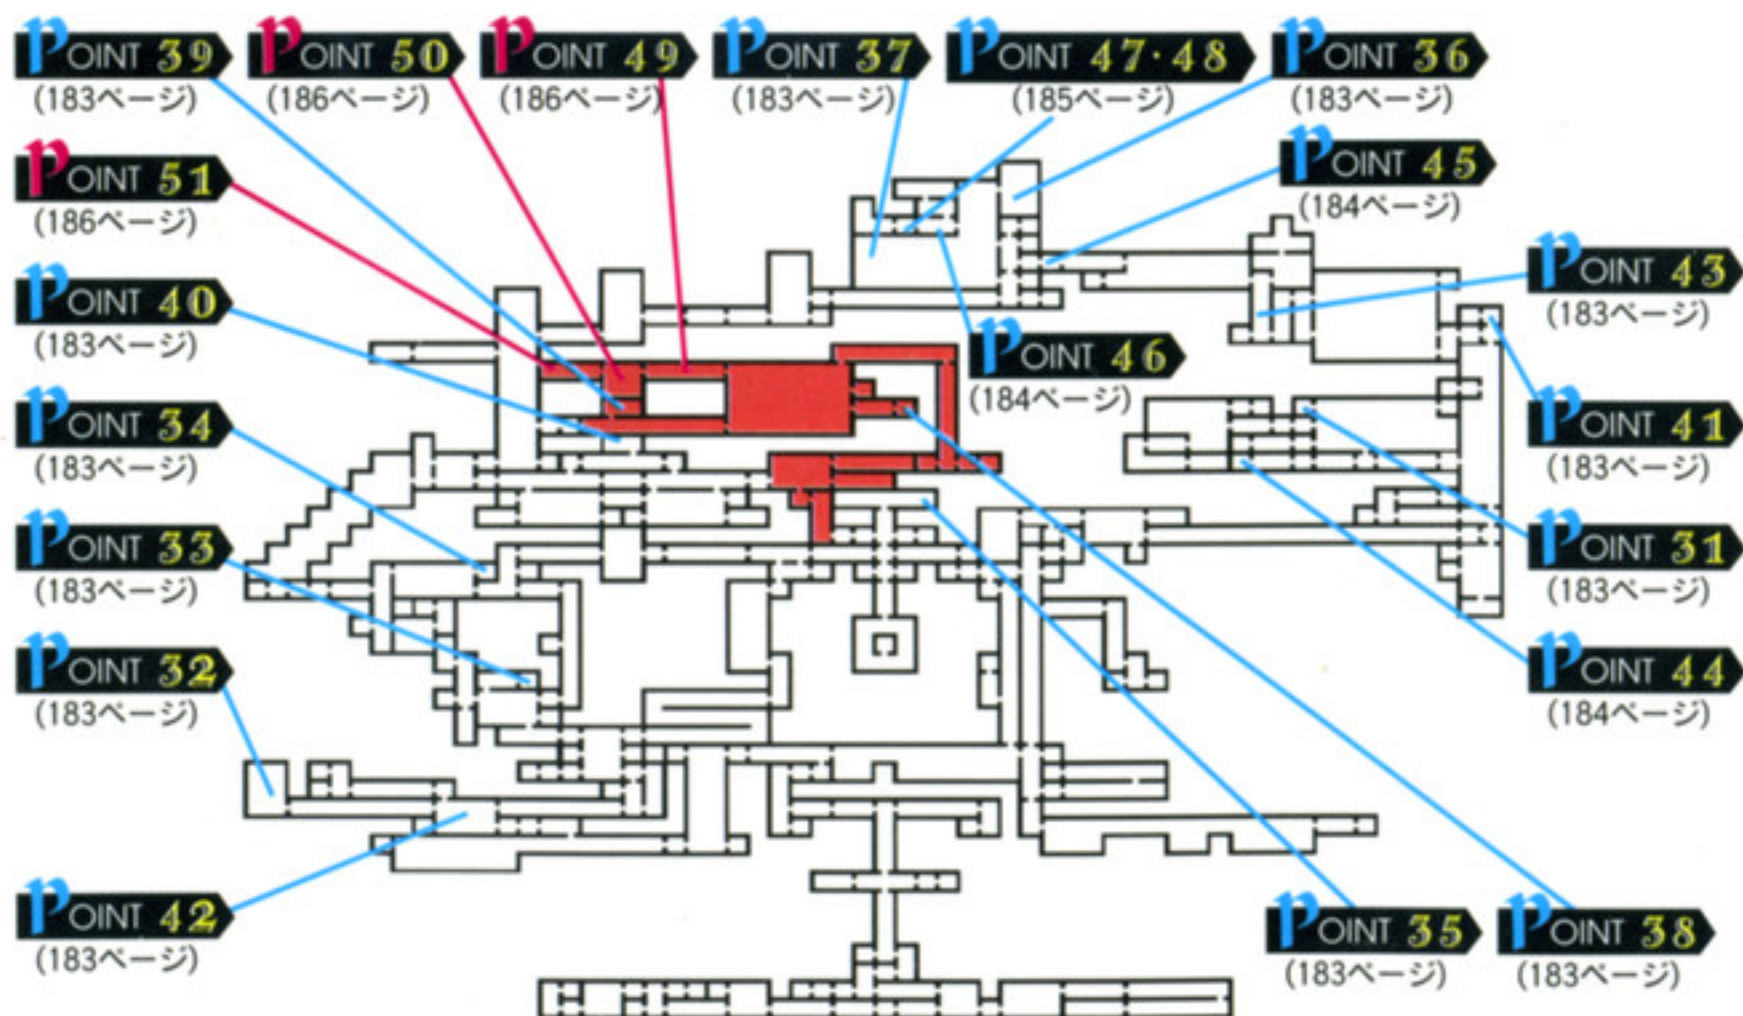 POINT 39
(183ページ)
POINT 50
(186ページ)
POINT 49
(186ページ)
POINT 37
(183ページ)
POINT 47·48
(185ページ)
POINT 36
(183ページ)
POINT 51
(186ページ)
POINT 45
(184ページ)
POINT 40
(183ページ)
POINT 43
(183ページ)
POINT 46
(184ページ)
POINT 34
(183ページ)
POINT 41
(183ページ)
POINT 33
(183ページ)
POINT 31
(183ページ)
POINT 32
(183ページ)
POINT 44
(184ページ)
POINT 42
(183ページ)
POINT 35
(183ページ)
POINT 38
(183ページ)